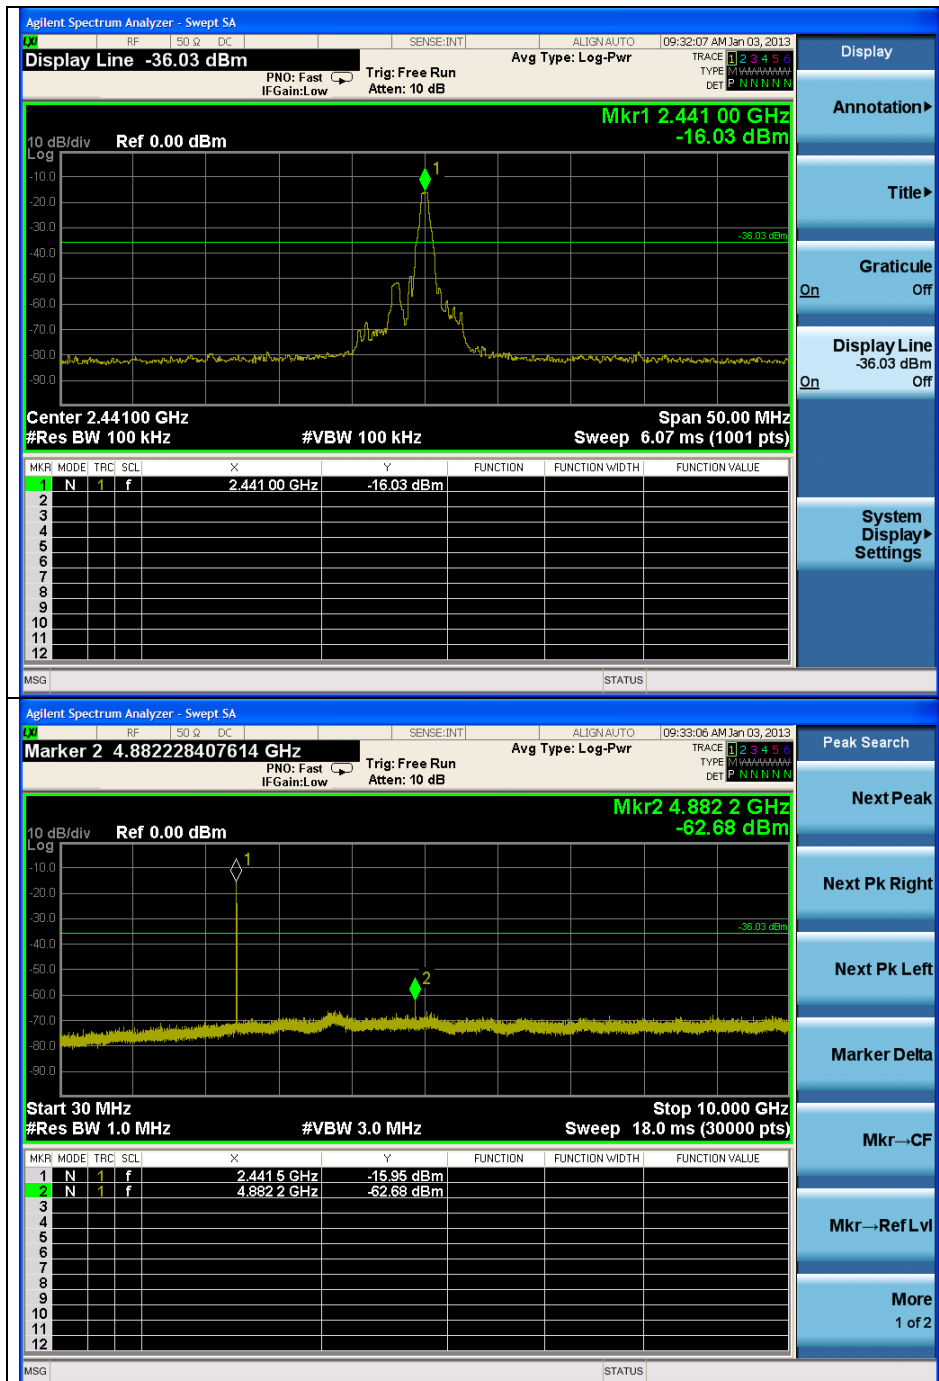 Agilent Spectrum Analyzer - Swept SA
LXI RF 50 Ω DC SENSE:INT ALIGNAUTO 09:32:07 AM Jan 03, 2013
Display Line -36.03 dBm
PNO: Fast
IFGain:Low
Trig: Free Run
Atten: 10 dB
Avg Type: Log-Pwr
TRACE 1 2 3 4 5 6
TYPE M WWWWW
DET P N N N N N
Mkr1 2.441 00 GHz
-16.03 dBm
10 dB/div Ref 0.00 dBm
Log
1
-10.0
-20.0
-30.0
-36.03 dBm
-40.0
-50.0
-60.0
-70.0
-80.0
-90.0
Center 2.44100 GHz Span 50.00 MHz
#Res BW 100 kHz #VBW 100 kHz Sweep 6.07 ms (1001 pts)
MKR MODE TRC SCL X Y FUNCTION FUNCTION WIDTH FUNCTION VALUE
1 N 1 f 2.441 00 GHz -16.03 dBm
2
3
4
5
6
7
8
9
10
11
12
MSG STATUS
Display
Annotation
Title
Graticule
On Off
Display Line
-36.03 dBm
On Off
System
Display
Settings
Agilent Spectrum Analyzer - Swept SA
LXI RF 50 Ω DC SENSE:INT ALIGNAUTO 09:33:06 AM Jan 03, 2013
Marker 2 4.882228407614 GHz
PNO: Fast
IFGain:Low
Trig: Free Run
Atten: 10 dB
Avg Type: Log-Pwr
TRACE 1 2 3 4 5 6
TYPE M WWWWW
DET P N N N N N
Mkr2 4.882 2 GHz
-62.68 dBm
10 dB/div Ref 0.00 dBm
Log
1
-10.0
-20.0
-30.0
-36.03 dBm
-40.0
-50.0
2
-60.0
-70.0
-80.0
-90.0
Start 30 MHz Stop 10.000 GHz
#Res BW 1.0 MHz #VBW 3.0 MHz Sweep 18.0 ms (30000 pts)
MKR MODE TRC SCL X Y FUNCTION FUNCTION WIDTH FUNCTION VALUE
1 N 1 f 2.441 5 GHz -15.95 dBm
2 N 1 f 4.882 2 GHz -62.68 dBm
3
4
5
6
7
8
9
10
11
12
MSG STATUS
Peak Search
Next Peak
Next Pk Right
Next Pk Left
Marker Delta
Mkr→CF
Mkr→Ref Lvl
More
1 of 2